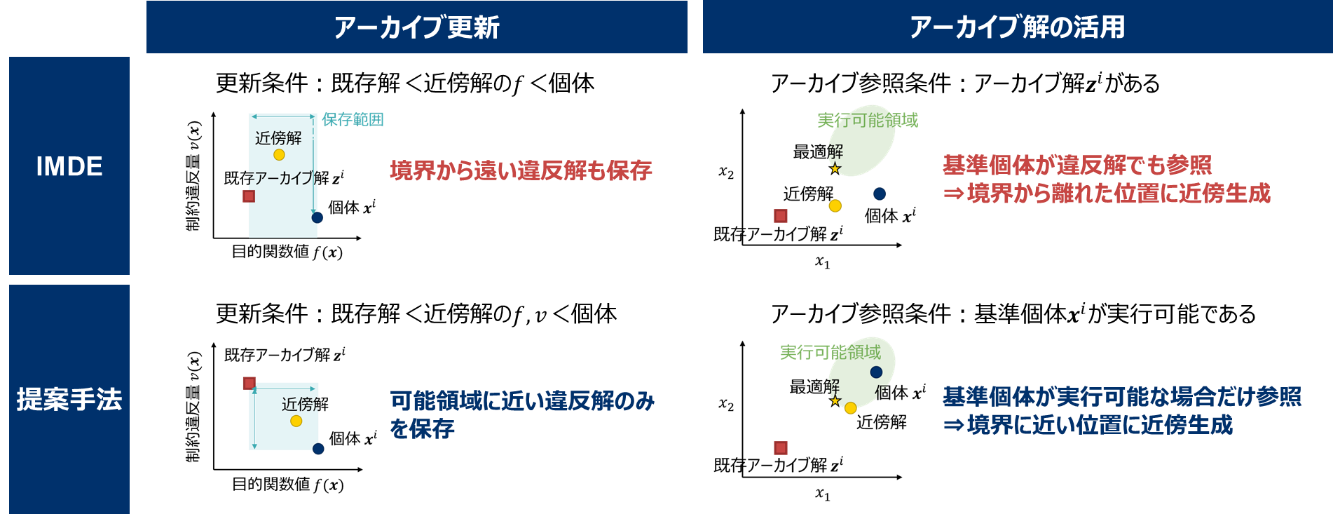 アーカイブ更新
アーカイブ解の活用
IMDE
更新条件：既存解＜近傍解のf＜個体
保存範囲
近傍解
既存アーカイブ解 zⁱ
個体 xⁱ
制約違反量 v(x)
目的関数値 f(x)
境界から遠い違反解も保存
アーカイブ参照条件：アーカイブ解zⁱがある
実行可能領域
最適解
近傍解
個体 xⁱ
既存アーカイブ解 zⁱ
x₂
x₁
基準個体が違反解でも参照
⇒境界から離れた位置に近傍生成
提案手法
更新条件：既存解＜近傍解のf, v＜個体
既存アーカイブ解 zⁱ
近傍解
個体 xⁱ
制約違反量 v(x)
目的関数値 f(x)
可能領域に近い違反解のみ
を保存
アーカイブ参照条件：基準個体xⁱが実行可能である
実行可能領域
最適解
個体 xⁱ
近傍解
既存アーカイブ解 zⁱ
x₂
x₁
基準個体が実行可能な場合だけ参照
⇒境界に近い位置に近傍生成